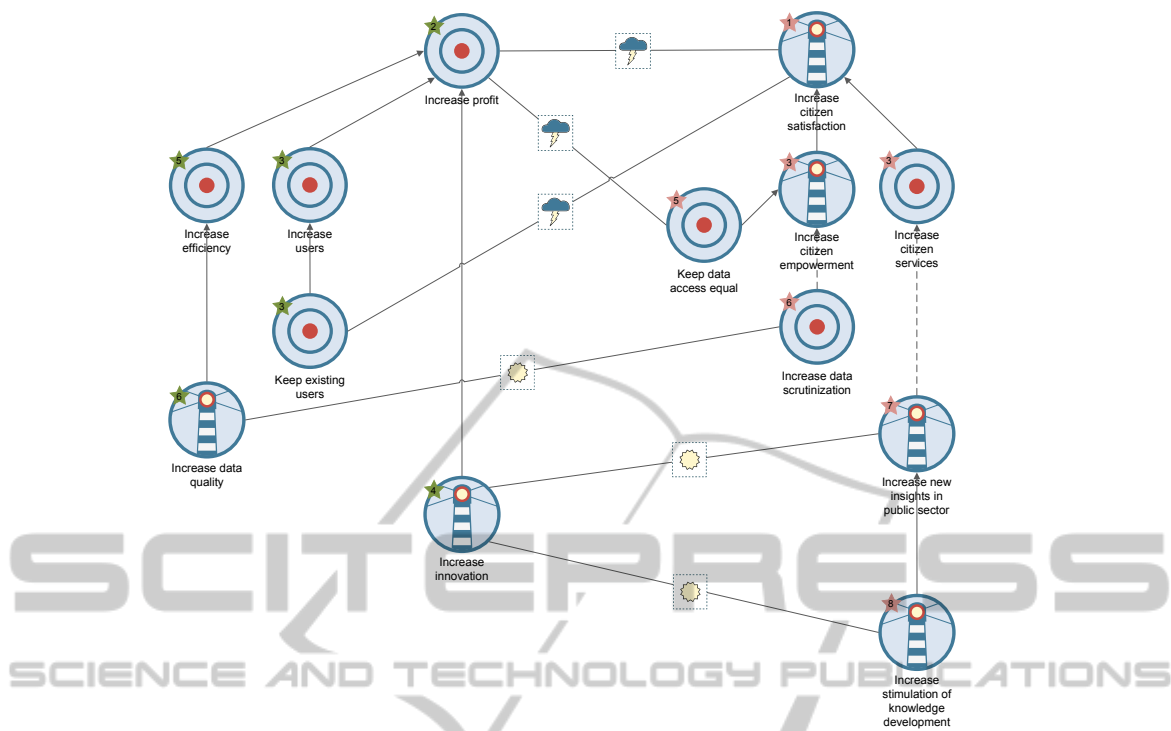 2
Increase profit
1
Increase
citizen
satisfaction
5
Increase
efficiency
3
Increase
users
5
Keep data
access equal
3
Increase
citizen
empowerment
3
Increase
citizen
services
3
Keep existing
users
6
Increase data
scrutinization
6
Increase data
quality
7
Increase new
insights in
public sector
4
Increase
innovation
8
Increase
stimulation of
knowledge
development
SCITEPRESS
SCIENCE AND TECHNOLOGY PUBLICATIONS